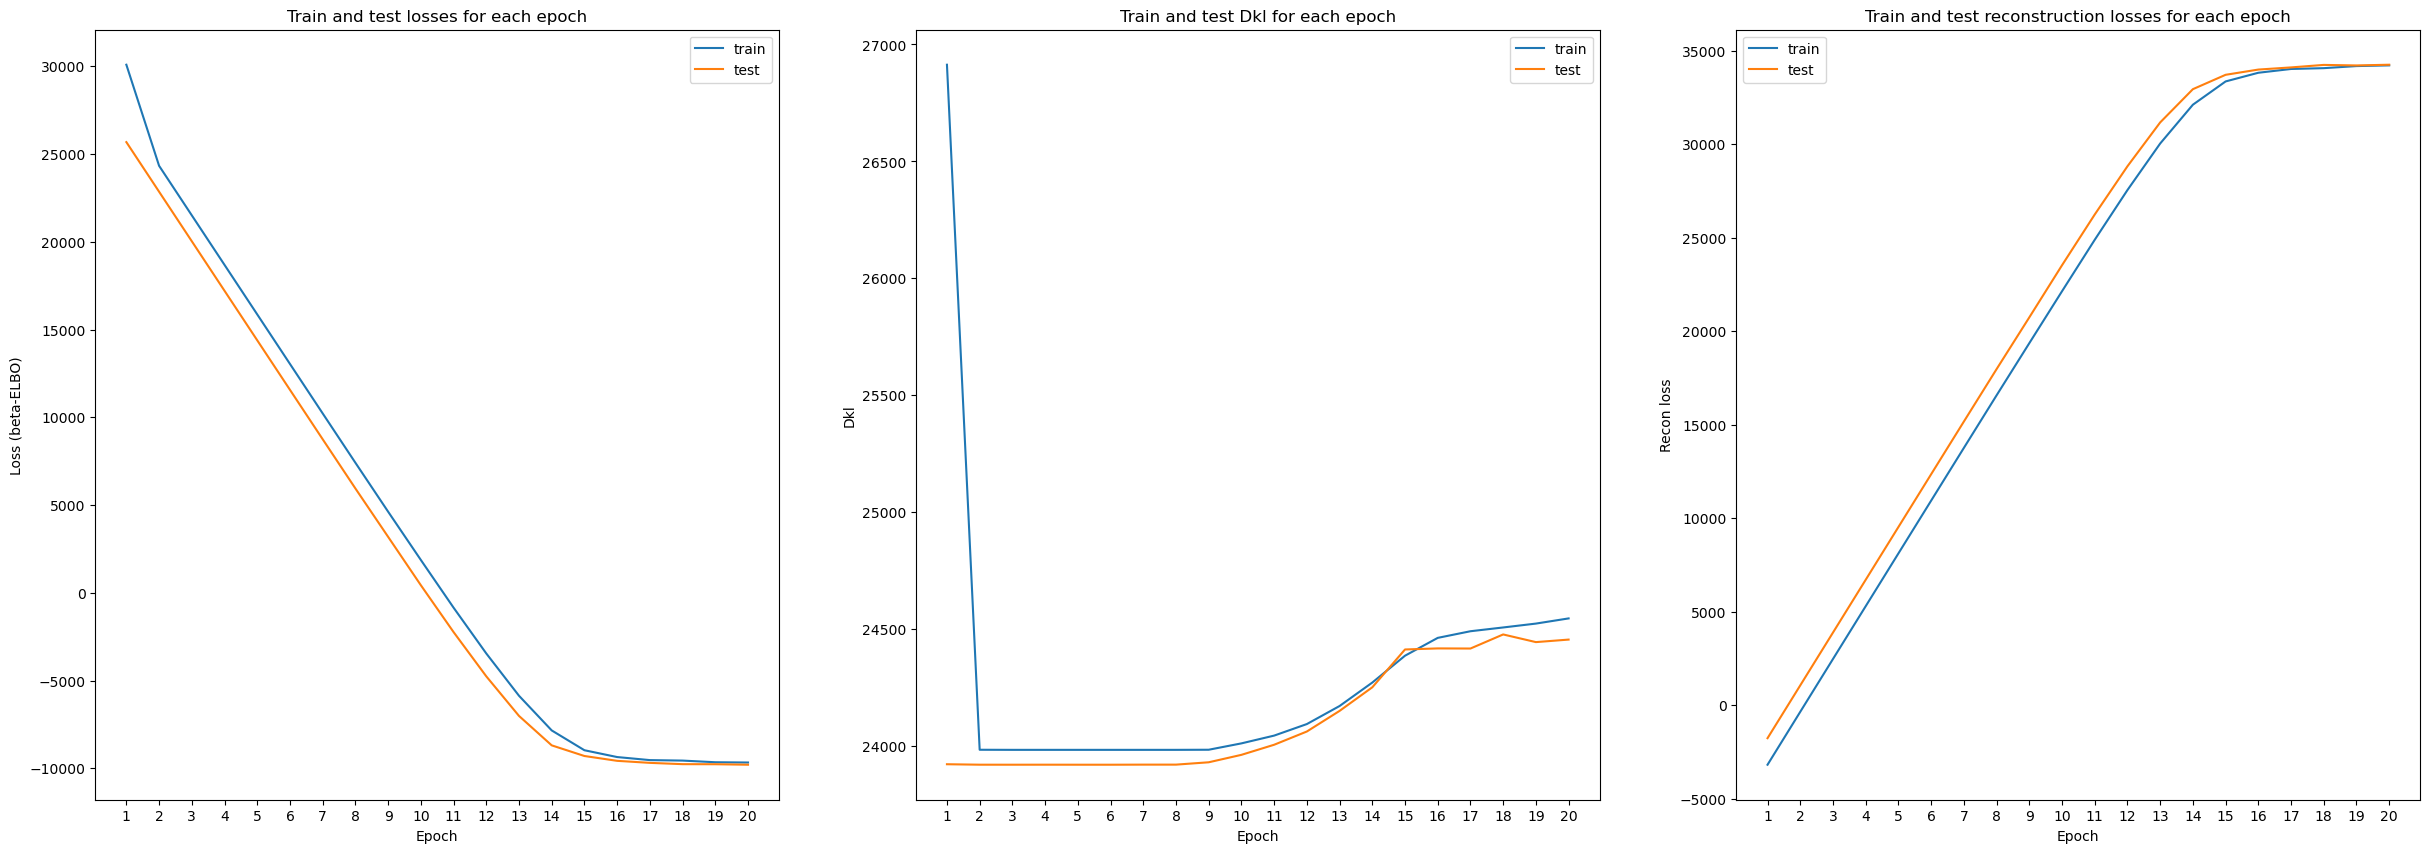 Train and test losses for each epoch
Loss (beta-ELBO)
30000
25000
20000
15000
10000
5000
0
−5000
−10000
train
test
1 2 3 4 5 6 7 8 9 10 11 12 13 14 15 16 17 18 19 20
Epoch
Train and test Dkl for each epoch
Dkl
27000
26500
26000
25500
25000
24500
24000
train
test
1 2 3 4 5 6 7 8 9 10 11 12 13 14 15 16 17 18 19 20
Epoch
Train and test reconstruction losses for each epoch
Recon loss
35000
30000
25000
20000
15000
10000
5000
0
−5000
train
test
1 2 3 4 5 6 7 8 9 10 11 12 13 14 15 16 17 18 19 20
Epoch